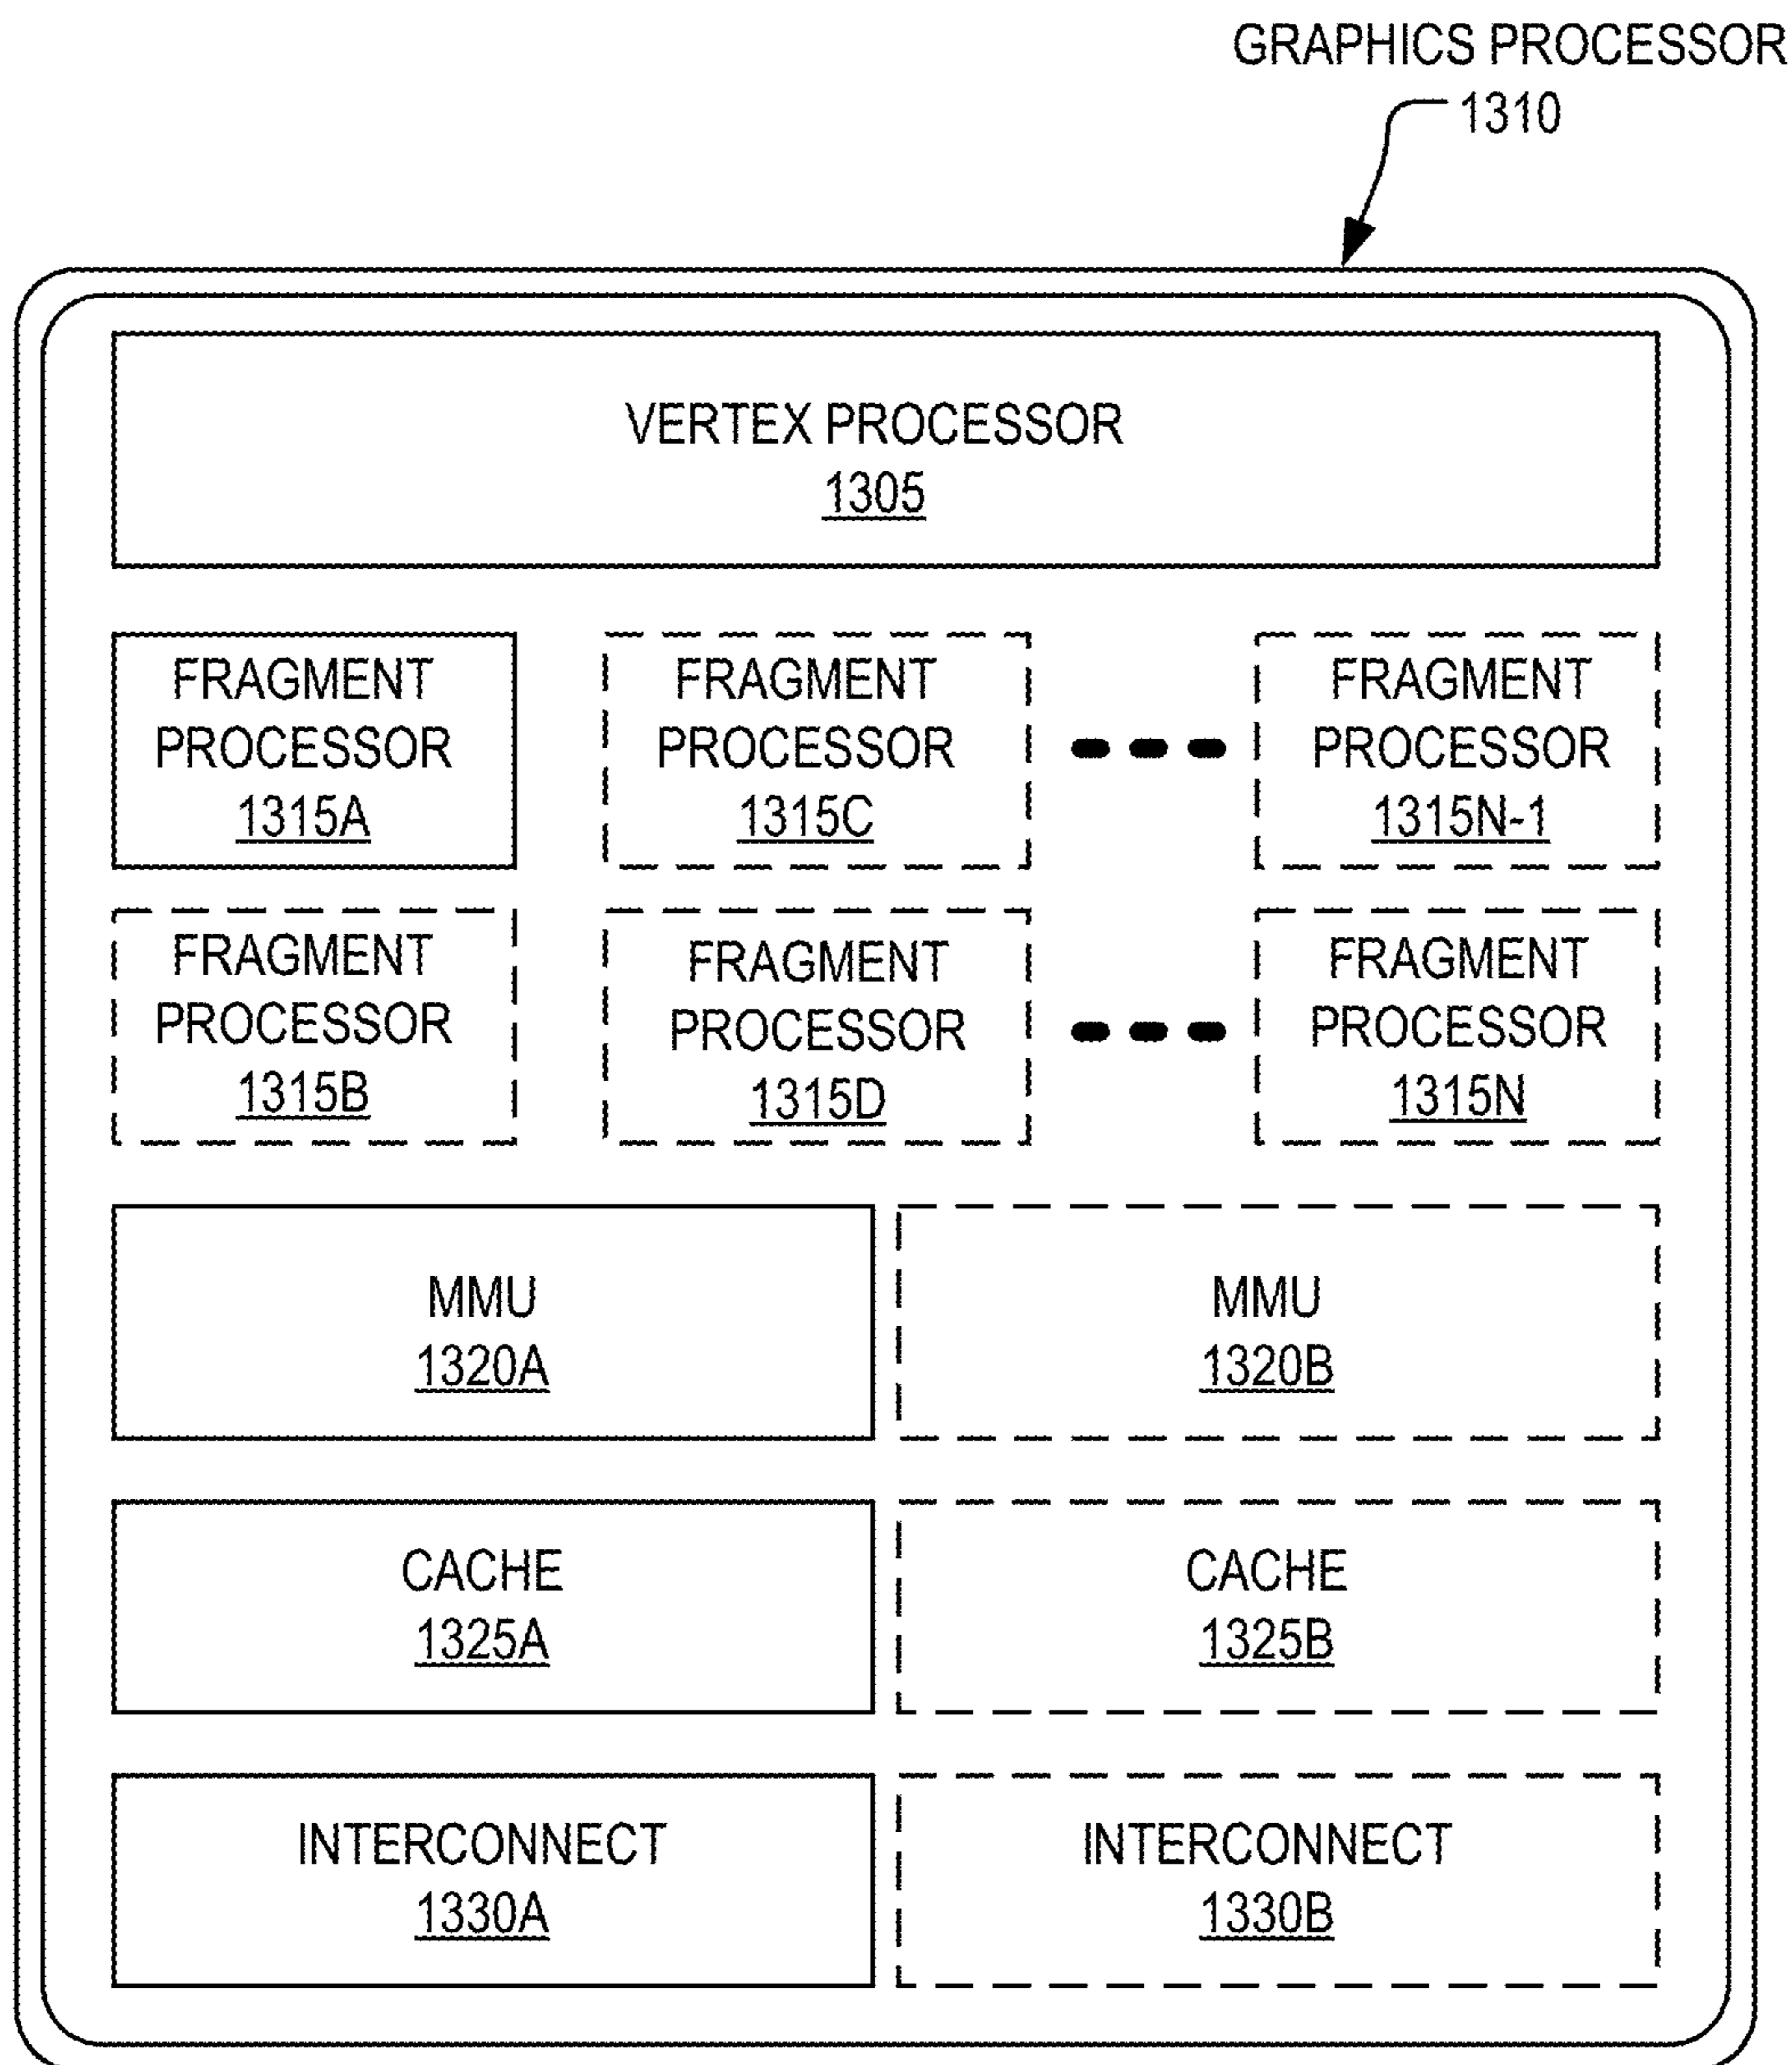 GRAPHICS PROCESSOR
1310
VERTEX PROCESSOR
1305
FRAGMENT
PROCESSOR
1315A
FRAGMENT
PROCESSOR
1315C
FRAGMENT
PROCESSOR
1315N-1
FRAGMENT
PROCESSOR
1315B
FRAGMENT
PROCESSOR
1315D
FRAGMENT
PROCESSOR
1315N
MMU
1320A
MMU
1320B
CACHE
1325A
CACHE
1325B
INTERCONNECT
1330A
INTERCONNECT
1330B